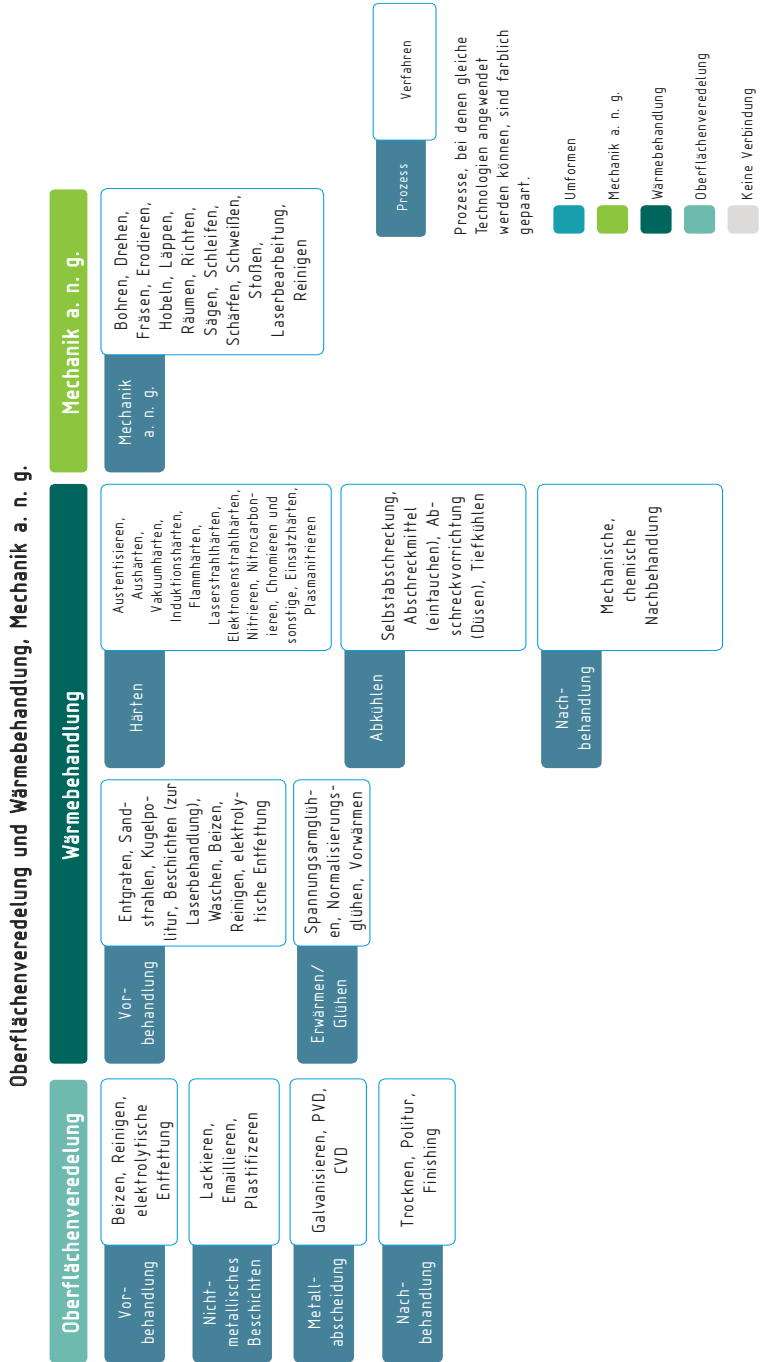 Oberflächenveredelung und Wärmebehandlung, Mechanik a. n. g.
Oberflächenveredelung
Vor-
behandlung
Beizen, Reinigen,
elektrolytische
Entfettung
Nicht-
metallisches
Beschichten
Lackieren,
Emaillieren,
Plastifizeren
Metall-
abscheidung
Galvanisieren, PVD,
CVD
Nach-
behandlung
Trocknen, Politur,
Finishing
Wärmebehandlung
Vor-
behandlung
Entgraten, Sand-
strahlen, Kugelpo-
litur, Beschichten (zur
Laserbehandlung),
Waschen, Beizen,
Reinigen, elektroly-
tische Entfettung
Erwärmen/
Glühen
Spannungsarmglüh-
en, Normalisierungs-
glühen, Vorwärmen
Härten
Austentisieren,
Aushärten,
Vakuumhärten,
Induktionshärten,
Flammhärten,
Laserstrahlhärten,
Elektronenstrahlhärten,
Nitrieren, Nitrocarbon-
ieren, Chromieren und
sonstige, Einsatzhärten,
Plasmanitrieren
Abkühlen
Selbstabschreckung,
Abschreckmittel
(eintauchen), Ab-
schreckvorrichtung
(Düsen), Tiefkühlen
Nach-
behandlung
Mechanische,
chemische
Nachbehandlung
Mechanik a. n. g.
Mechanik
a. n. g.
Bohren, Drehen,
Fräsen, Erodieren,
Hobeln, Läppen,
Räumen, Richten,
Sägen, Schleifen,
Schärfen, Schweißen,
Stoßen,
Laserbearbeitung,
Reinigen
Prozess
Verfahren
Prozesse, bei denen gleiche
Technologien angewendet
werden können, sind farblich
gepaart.
Umformen
Mechanik a. n. g.
Wärmebehandlung
Oberflächenveredelung
Keine Verbindung